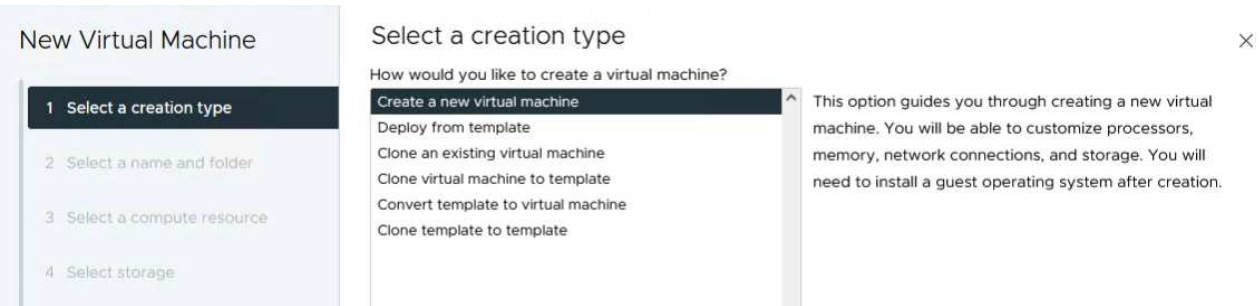 New Virtual Machine
1 Select a creation type
2 Select a name and folder
3 Select a compute resource
4 Select storage
Select a creation type
How would you like to create a virtual machine?
Create a new virtual machine
Deploy from template
Clone an existing virtual machine
Clone virtual machine to template
Convert template to virtual machine
Clone template to template
This option guides you through creating a new virtual
machine. You will be able to customize processors,
memory, network connections, and storage. You will
need to install a guest operating system after creation.